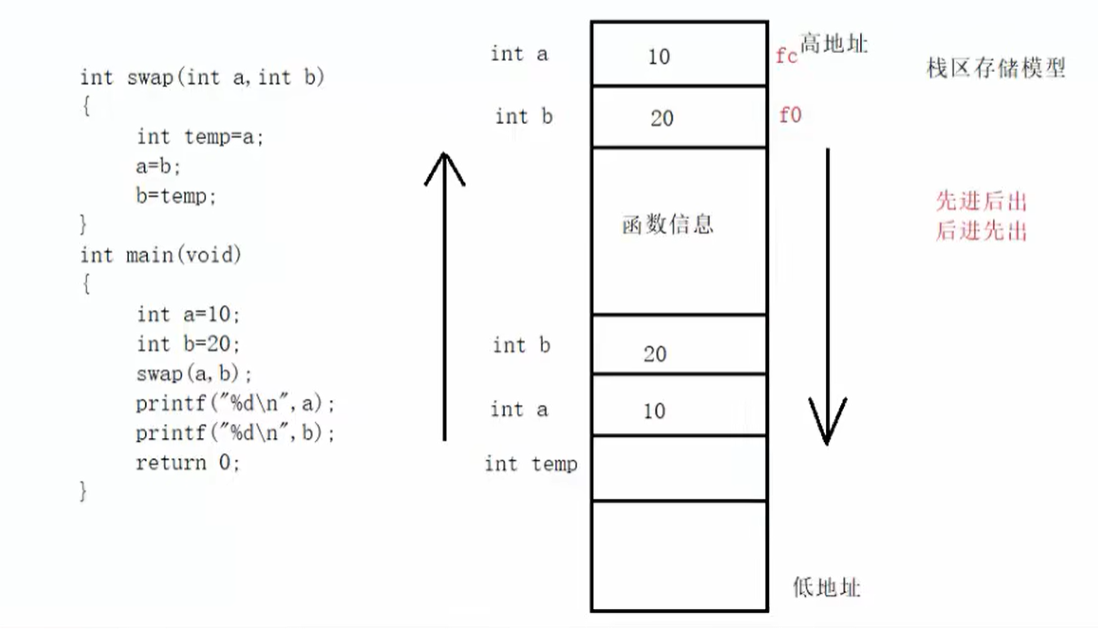 int swap(int a,int b)
{
int temp=a;
a=b;
b=temp;
}
int main(void)
{
int a=10;
int b=20;
swap(a,b);
printf("%d\n",a);
printf("%d\n",b);
return 0;
}
int a
10
fc
高地址
int b
20
f0
函数信息
int b
20
int a
10
int temp
低地址
栈区存储模型
先进后出
后进先出